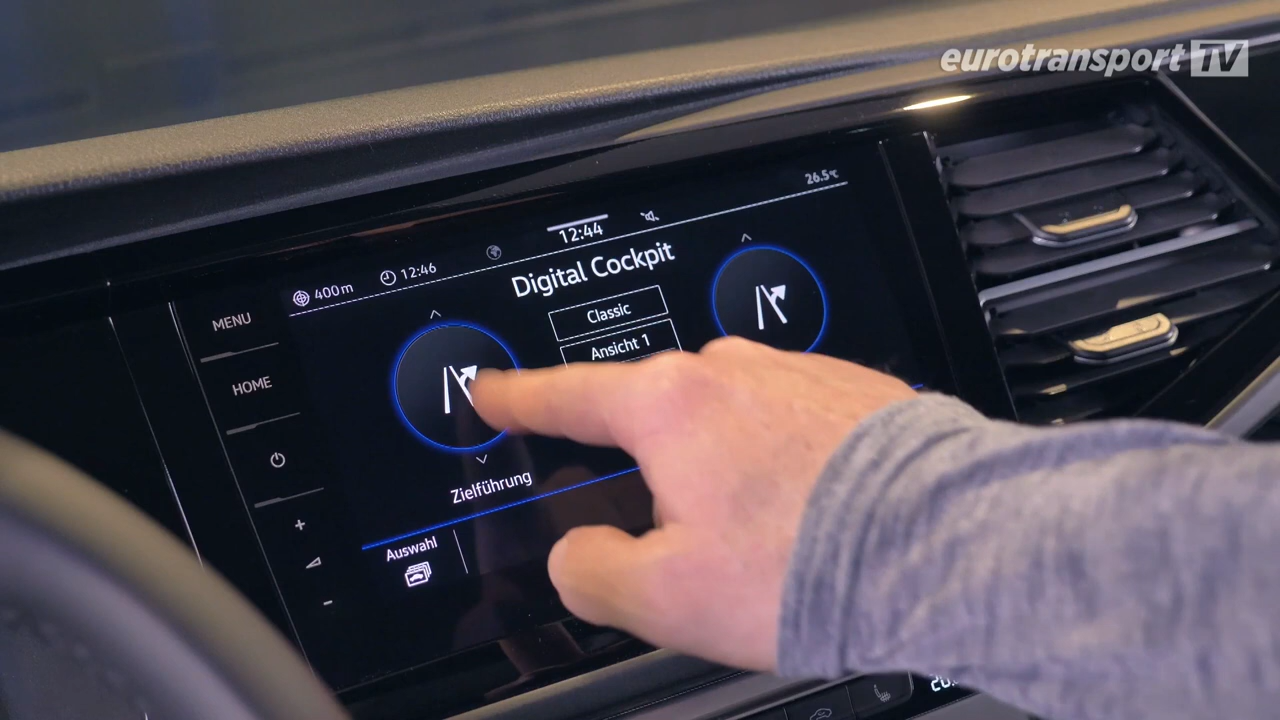 eurotransport TV
26.5°C
12:44
400 m
12:46
Digital Cockpit
MENU
Classic
Ansicht 1
HOME
Zielführung
Auswahl